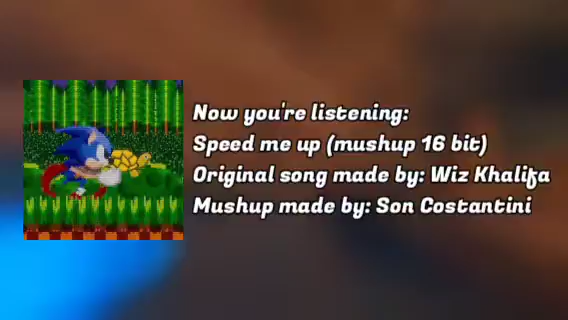 Now you're listening:
Speed me up (mushup 16 bit)
Original song made by: Wiz Khalifa
Mushup made by: Son Costantini